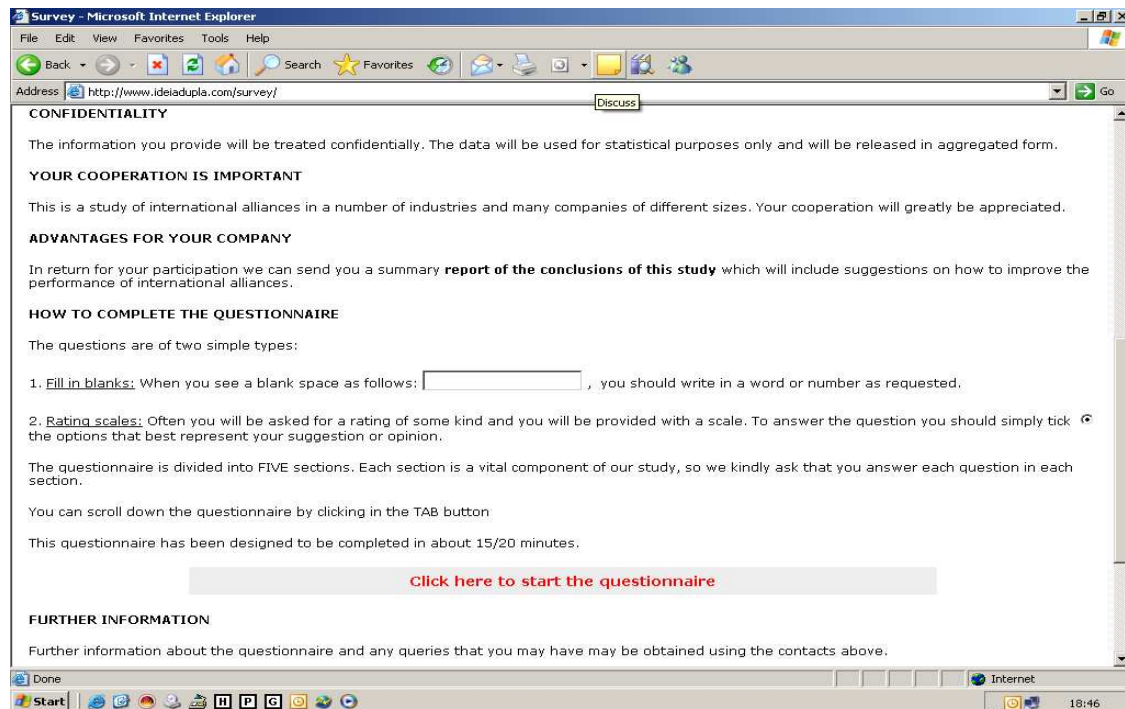 Survey - Microsoft Internet Explorer
File Edit View Favorites Tools Help
Back Search Favorites
Address http://www.ideiadupla.com/survey/ Go
Discuss
CONFIDENTIALITY
The information you provide will be treated confidentially. The data will be used for statistical purposes only and will be released in aggregated form.
YOUR COOPERATION IS IMPORTANT
This is a study of international alliances in a number of industries and many companies of different sizes. Your cooperation will greatly be appreciated.
ADVANTAGES FOR YOUR COMPANY
In return for your participation we can send you a summary report of the conclusions of this study which will include suggestions on how to improve the
performance of international alliances.
HOW TO COMPLETE THE QUESTIONNAIRE
The questions are of two simple types:
1. Fill in blanks: When you see a blank space as follows: , you should write in a word or number as requested.
2. Rating scales: Often you will be asked for a rating of some kind and you will be provided with a scale. To answer the question you should simply tick
the options that best represent your suggestion or opinion.
The questionnaire is divided into FIVE sections. Each section is a vital component of our study, so we kindly ask that you answer each question in each
section.
You can scroll down the questionnaire by clicking in the TAB button
This questionnaire has been designed to be completed in about 15/20 minutes.
Click here to start the questionnaire
FURTHER INFORMATION
Further information about the questionnaire and any queries that you may have may be obtained using the contacts above.
Done Internet
Start H P G 18:46